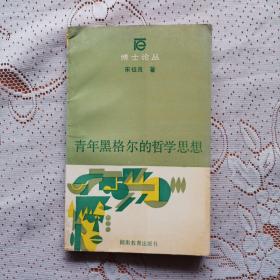 博士论丛
宋祖良 著
青年黑格尔的哲学思想
湖南教育出版社